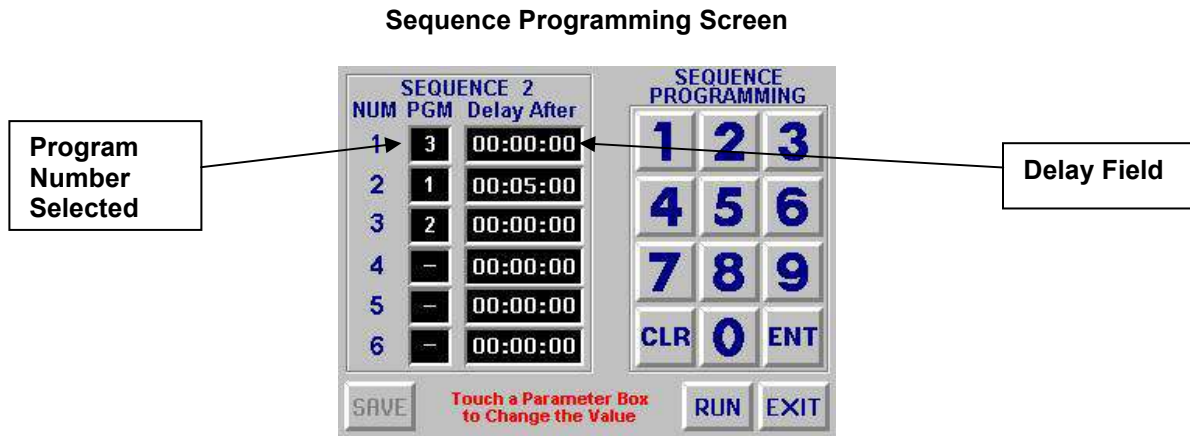 Sequence Programming Screen
Program
Number
Selected
SEQUENCE 2
NUM PGM Delay After
1 3 00:00:00
2 1 00:05:00
3 2 00:00:00
4 – 00:00:00
5 – 00:00:00
6 – 00:00:00
SEQUENCE
PROGRAMMING
1 2 3
4 5 6
7 8 9
CLR 0 ENT
Delay Field
SAVE
Touch a Parameter Box
to Change the Value
RUN EXIT